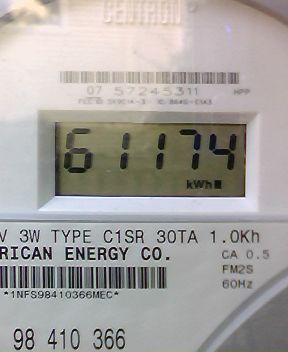 CENTRON
07 57245311 HPP
61174
kWh
V 3W TYPE C1SR 30TA 1.0Kh
RICAN ENERGY CO.
CA 0.5
FM2S
60Hz
*1NFS98410366MEC*
98 410 366